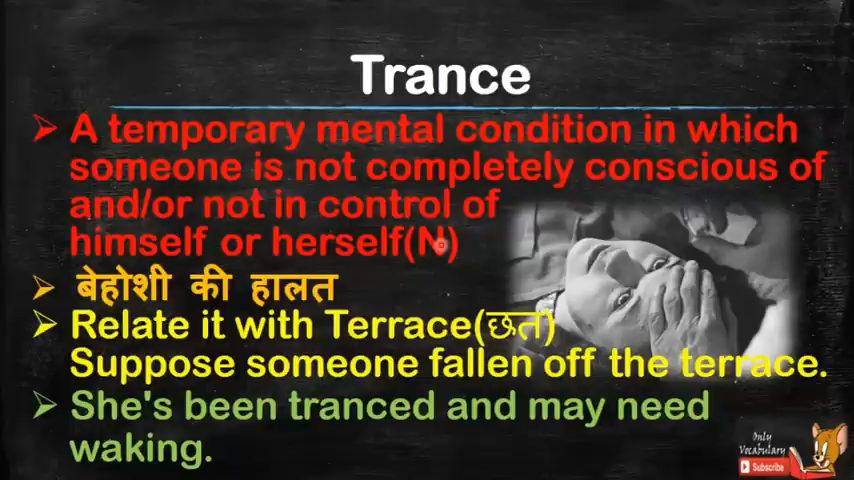 Trance
A temporary mental condition in which
someone is not completely conscious of
and/or not in control of
himself or herself(N)
बेहोशी की हालत
Relate it with Terrace(छत)
Suppose someone fallen off the terrace.
She's been tranced and may need
waking.
Only
Vocabulary
Subscribe